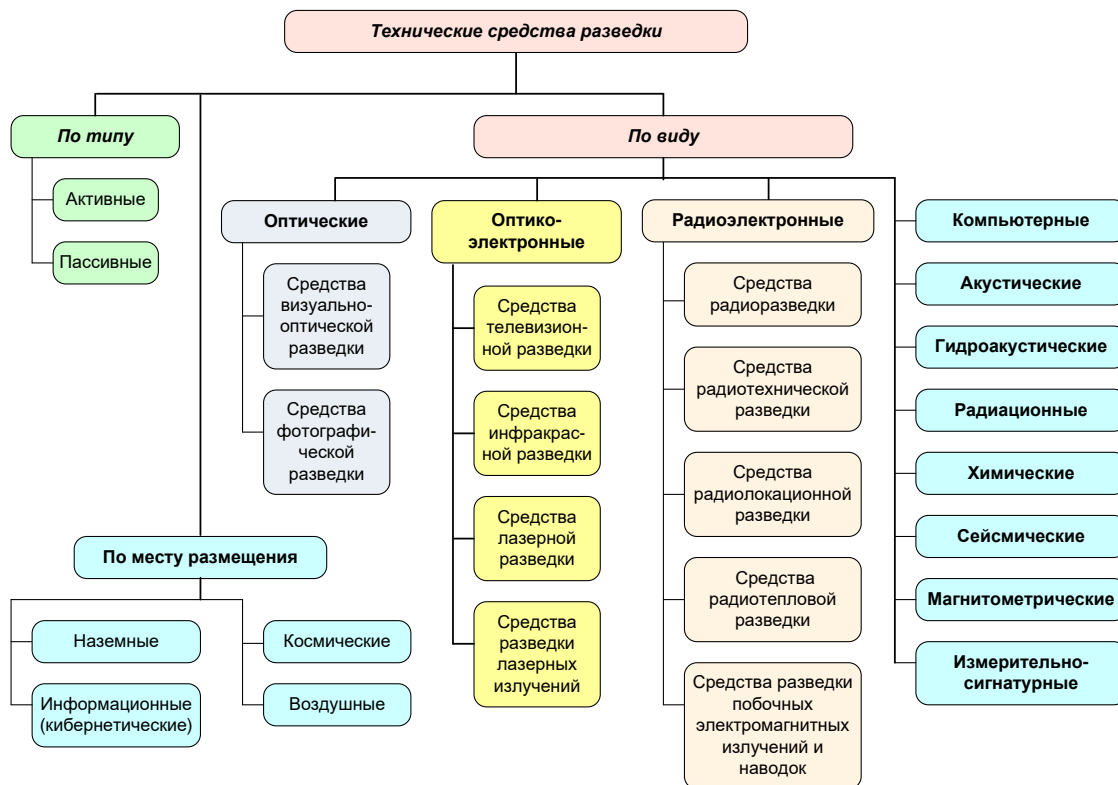 Технические средства разведки
По типу
Активные
Пассивные
По виду
Оптические
Средства
визуально-
оптической
разведки
Средства
фотографи-
ческой
разведки
Оптико-
электронные
Средства
телевизион-
ной разведки
Средства
инфракрас-
ной разведки
Средства
лазерной
разведки
Средства
разведки
лазерных
излучений
Радиоэлектронные
Средства
радиоразведки
Средства
радиотехнической
разведки
Средства
радиолокационной
разведки
Средства
радиотепловой
разведки
Средства разведки
побочных
электромагнитных
излучений и
наводок
Компьютерные
Акустические
Гидроакустические
Радиационные
Химические
Сейсмические
Магнитометрические
Измерительно-
сигнатурные
По месту размещения
Наземные
Информационные
(кибернетические)
Космические
Воздушные